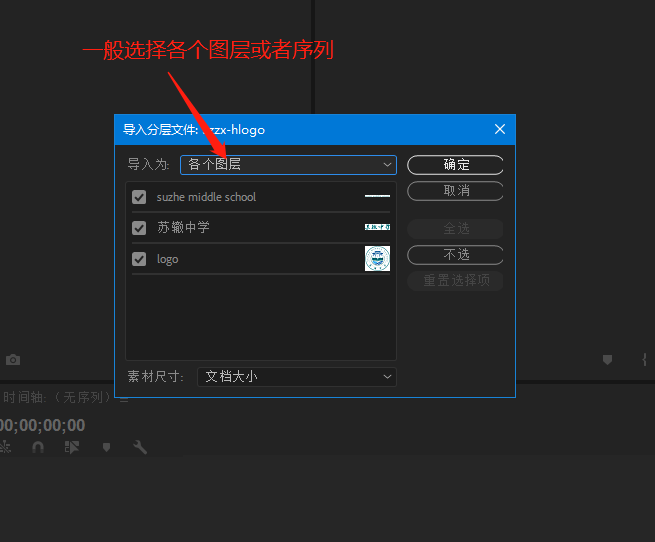 一般选择各个图层或者序列
导入分层文件: szzx-hlogo
导入为: 各个图层
确定
取消
suzhe middle school
苏辙中学
全选
logo
不选
重置选择项
素材尺寸: 文档大小
时间轴:（无序列）
00;00;00;00